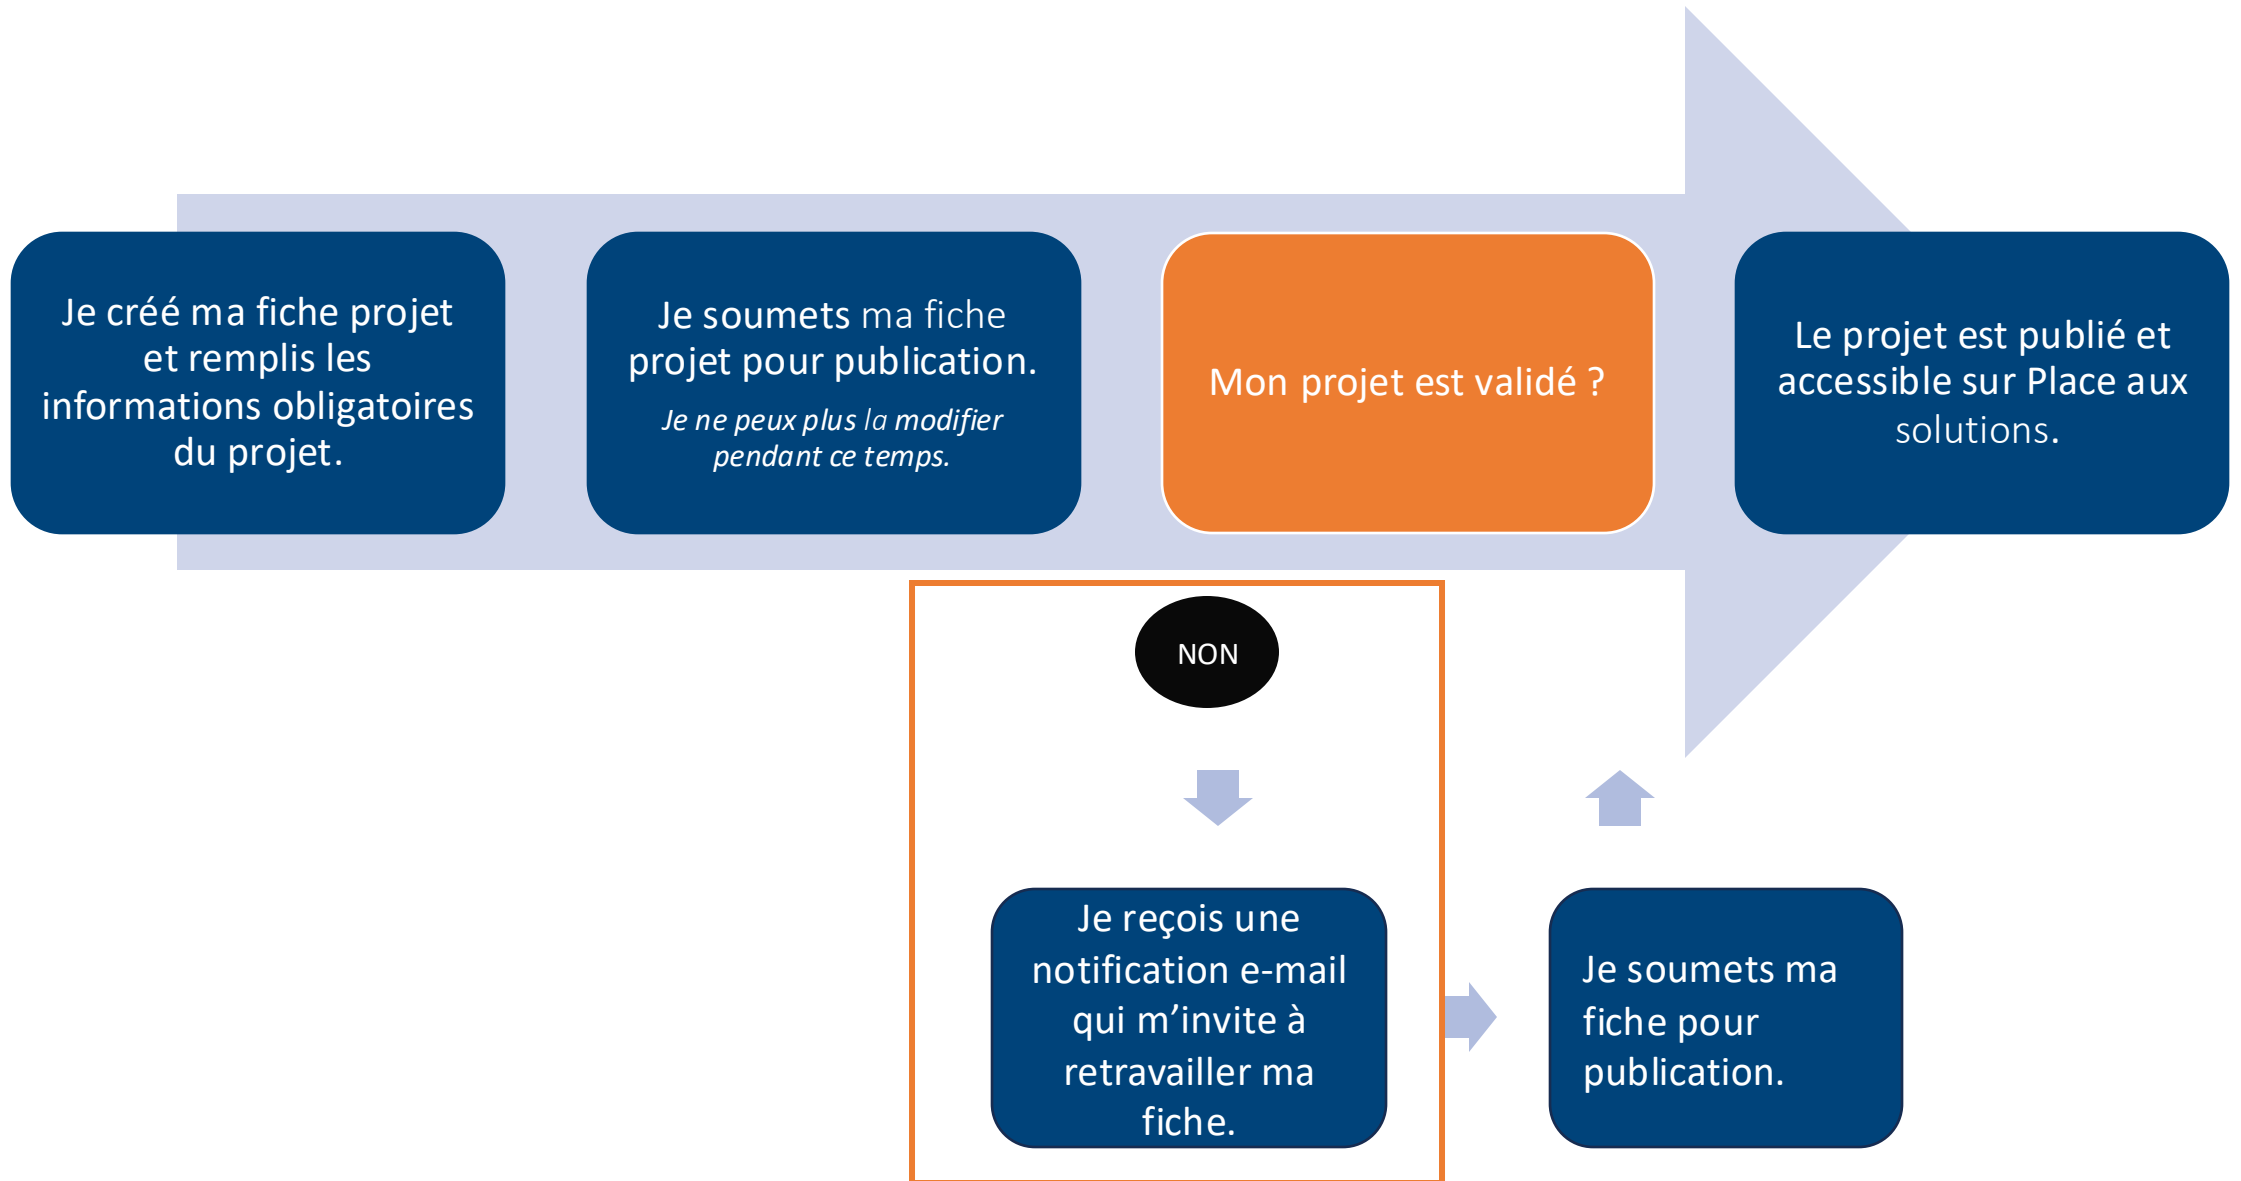 Je créé ma fiche projet
et remplis les
informations obligatoires
du projet.
Je soumets ma fiche
projet pour publication.
Je ne peux plus la modifier
pendant ce temps.
Mon projet est validé ?
Le projet est publié et
accessible sur Place aux
solutions.
NON
Je reçois une
notification e-mail
qui m’invite à
retravailler ma
fiche.
Je soumets ma
fiche pour
publication.